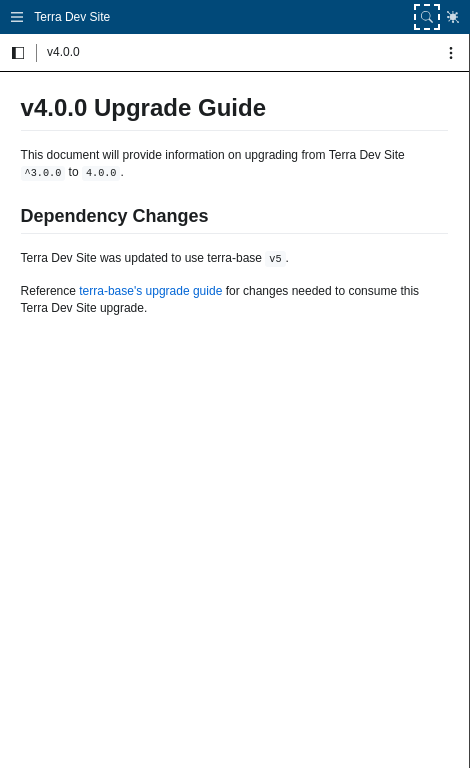 Terra Dev Site
v4.0.0
v4.0.0 Upgrade Guide
This document will provide information on upgrading from Terra Dev Site
^3.0.0 to 4.0.0.
Dependency Changes
Terra Dev Site was updated to use terra-base v5.
Reference terra-base's upgrade guide for changes needed to consume this
Terra Dev Site upgrade.